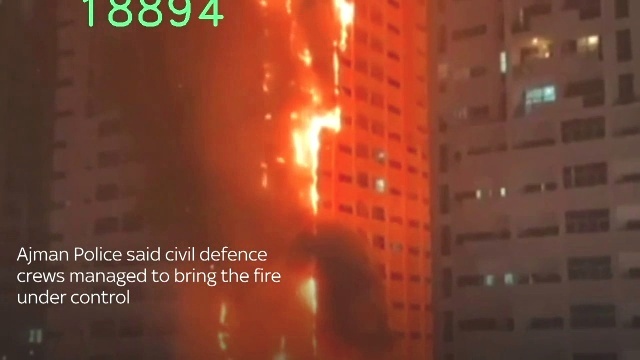 18894
Ajman Police said civil defence
crews managed to bring the fire
under control